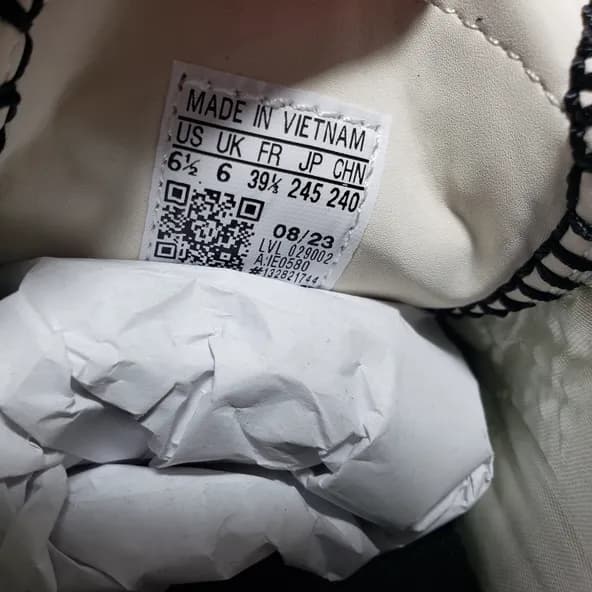 MADE IN VIETNAM
US UK FR JP CHN
6½ 6 39⅓ 245 240
08/23
LVL 029002
A:IE0580
#132821744